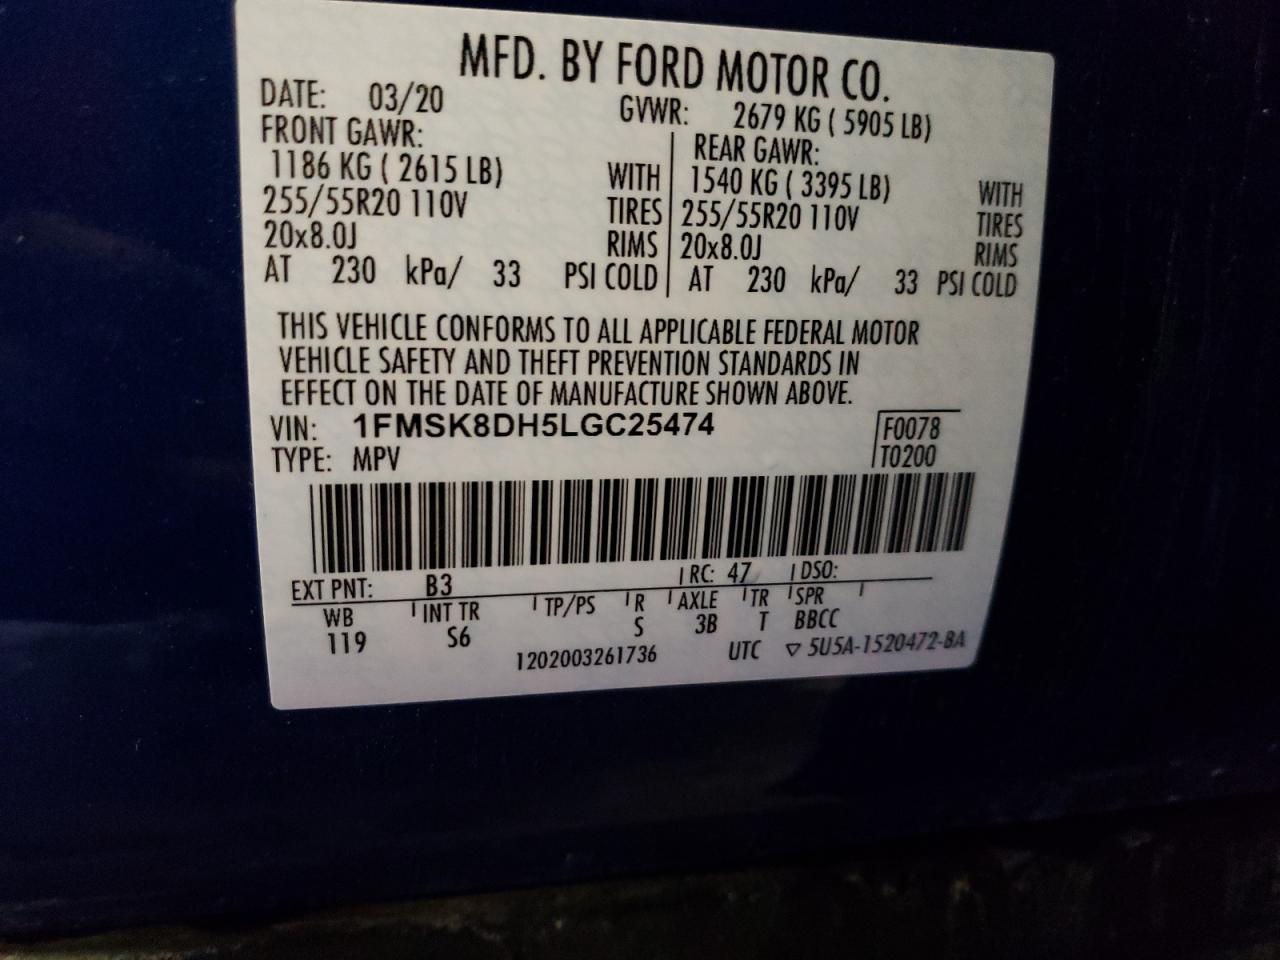 MFD. BY FORD MOTOR CO.
DATE: 03/20 GVWR: 2679 KG ( 5905 LB)
FRONT GAWR: REAR GAWR:
1186 KG ( 2615 LB) WITH 1540 KG ( 3395 LB) WITH
255/55R20 110V TIRES 255/55R20 110V TIRES
20x8.0J RIMS 20x8.0J RIMS
AT 230 kPa/ 33 PSI COLD AT 230 kPa/ 33 PSI COLD
THIS VEHICLE CONFORMS TO ALL APPLICABLE FEDERAL MOTOR
VEHICLE SAFETY AND THEFT PREVENTION STANDARDS IN
EFFECT ON THE DATE OF MANUFACTURE SHOWN ABOVE.
VIN: 1FMSK8DH5LGC25474 F0078
TYPE: MPV T0200
EXT PNT: B3 RC: 47 DSO:
WB INT TR TP/PS R AXLE TR SPR
119 S6 S 3B T BBCC
1202003261736 UTC ▽ 5U5A-1520472-BA